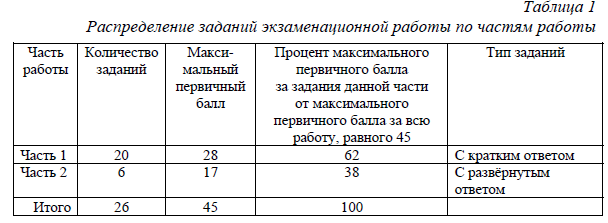 Таблица 1
Распределение заданий экзаменационной работы по частям работы
Часть работы | Количество заданий | Макси-мальный первичный балл | Процент максимального первичного балла за задания данной части от максимального первичного балла за всю работу, равного 45 | Тип заданий
Часть 1 | 20 | 28 | 62 | С кратким ответом
Часть 2 | 6 | 17 | 38 | С развёрнутым ответом
Итого | 26 | 45 | 100